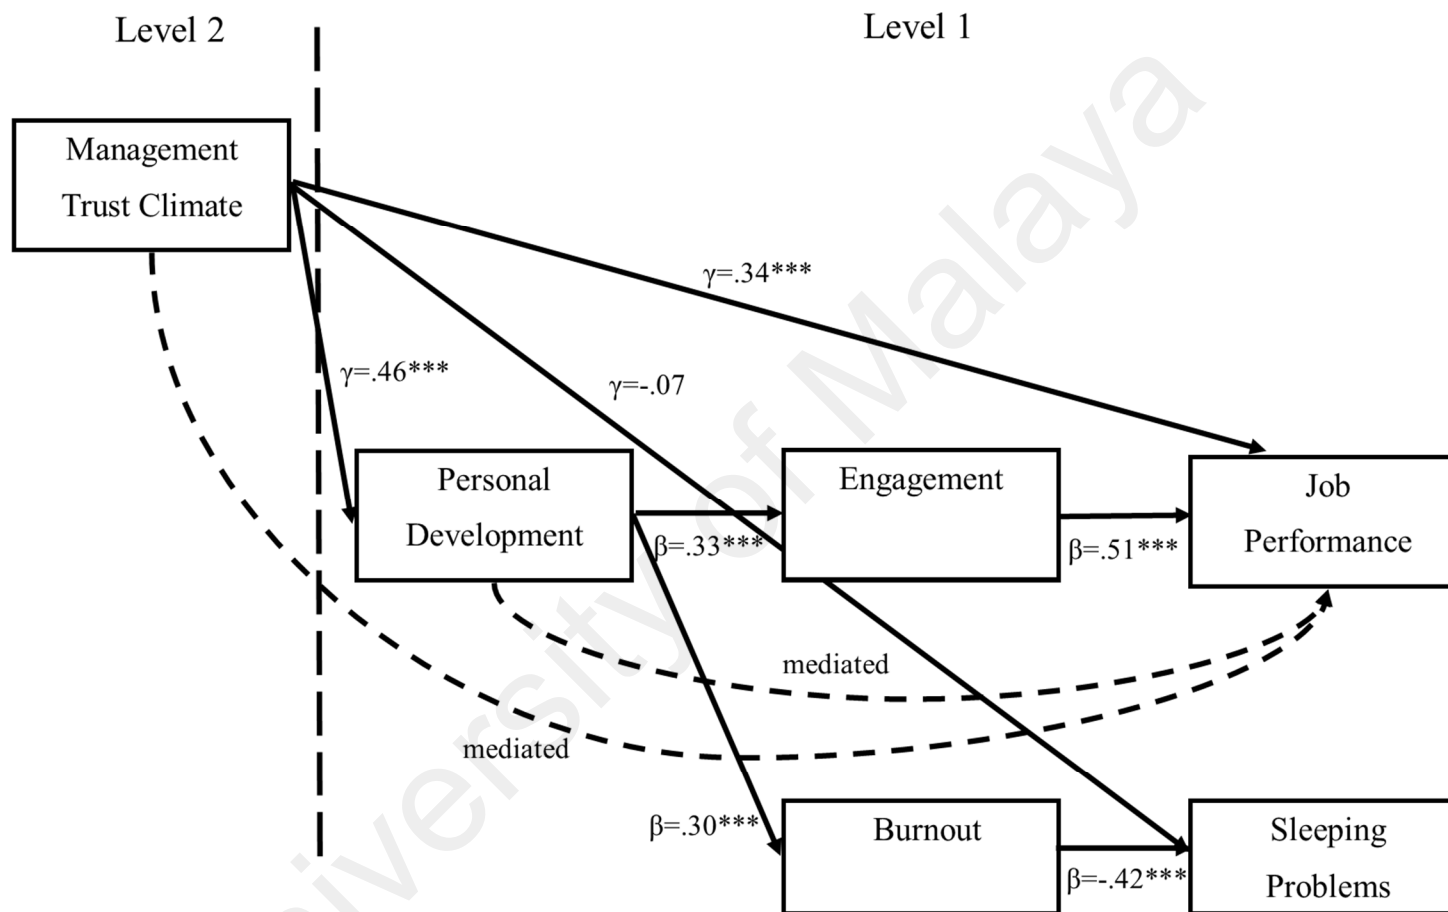 Level 2
Level 1
Management
Trust Climate
γ=.34***
γ=.46***
γ=-.07
Personal
Development
Engagement
Job
Performance
β=.33***
β=.51***
mediated
mediated
β=.30***
Burnout
Sleeping
Problems
β=-.42***
University of Malaya